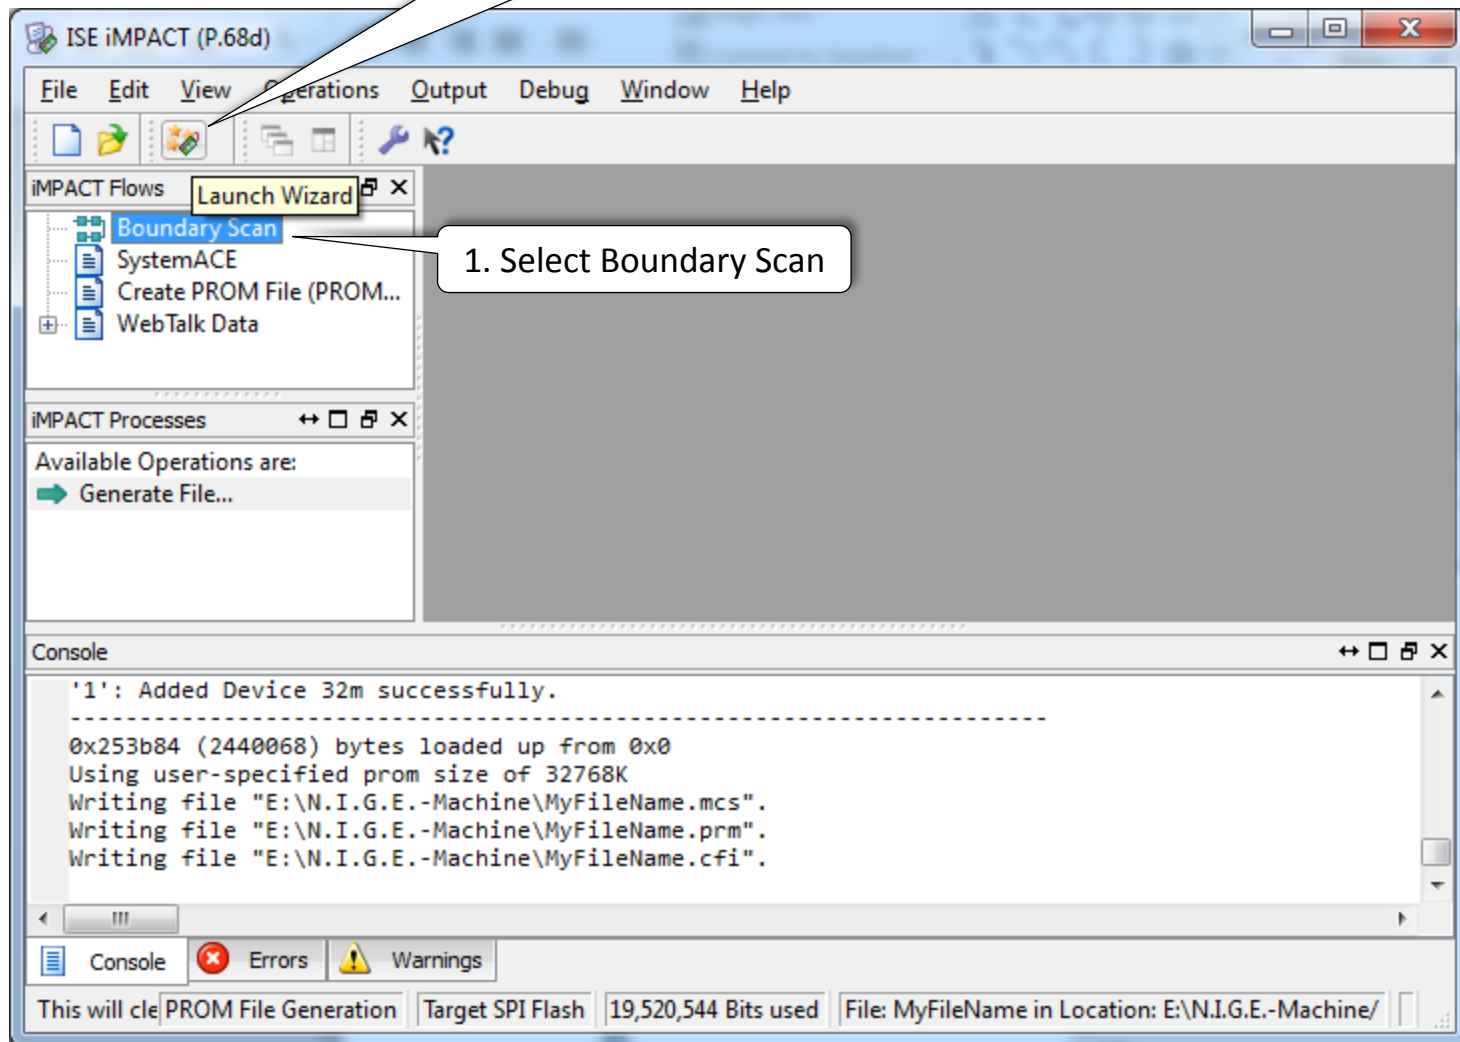 ISE iMPACT (P.68d)
File Edit View Operations Output Debug Window Help
iMPACT Flows
Launch Wizard
Boundary Scan
1. Select Boundary Scan
SystemACE
Create PROM File (PROM...
WebTalk Data
iMPACT Processes
Available Operations are:
Generate File...
Console
'1': Added Device 32m successfully.
----------------------------------------------------------------------
0x253b84 (2440068) bytes loaded up from 0x0
Using user-specified prom size of 32768K
Writing file "E:\N.I.G.E.-Machine\MyFileName.mcs".
Writing file "E:\N.I.G.E.-Machine\MyFileName.prm".
Writing file "E:\N.I.G.E.-Machine\MyFileName.cfi".
Console Errors Warnings
This will cle PROM File Generation Target SPI Flash 19,520,544 Bits used File: MyFileName in Location: E:\N.I.G.E.-Machine/